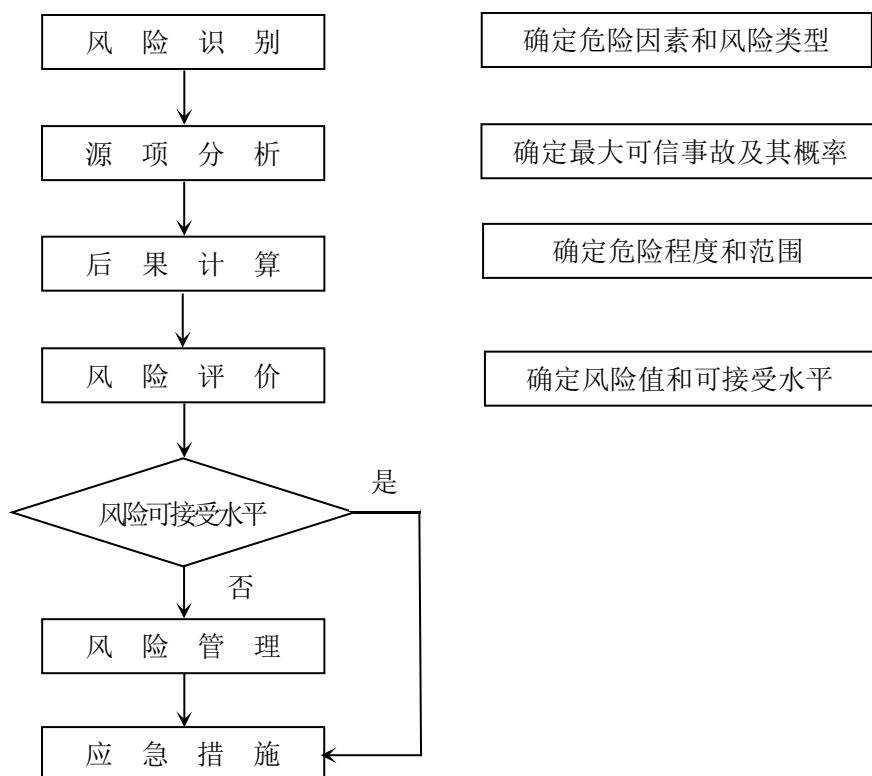 风险识别
确定危险因素和风险类型
源项分析
确定最大可信事故及其概率
后果计算
确定危险程度和范围
风险评价
确定风险值和可接受水平
是
风险可接受水平
否
风险管理
应急措施